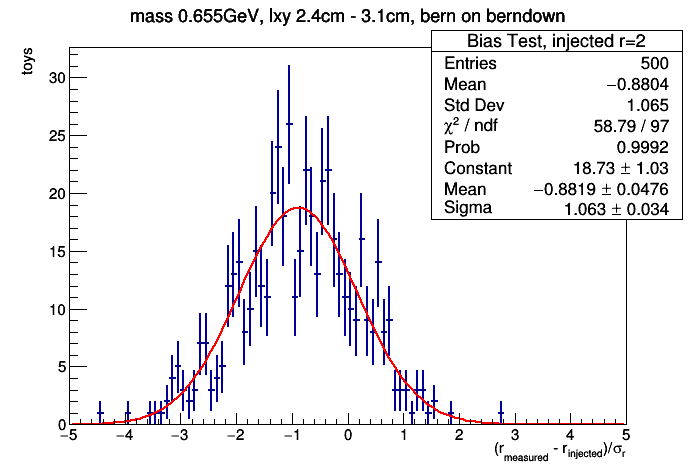 mass 0.655GeV, lxy 2.4cm - 3.1cm, bern on berndown
toys
Bias Test, injected r=2
Entries 500
Mean −0.8804
Std Dev 1.065
χ² / ndf 58.79 / 97
Prob 0.9992
Constant 18.73 ± 1.03
Mean −0.8819 ± 0.0476
Sigma 1.063 ± 0.034
30
25
20
15
10
5
0
−5 −4 −3 −2 −1 0 1 2 3 4 5
(r_measured - r_injected)/σ_r